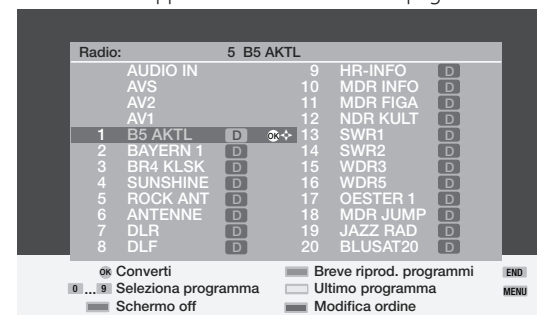 Radio: 5 B5 AKTL
AUDIO IN
AVS
AV2
AV1
1 B5 AKTL D OK
2 BAYERN 1 D
3 BR4 KLSK D
4 SUNSHINE D
5 ROCK ANT D
6 ANTENNE D
7 DLR D
8 DLF D
9 HR-INFO D
10 MDR INFO D
11 MDR FIGA D
12 NDR KULT D
13 SWR1 D
14 SWR2 D
15 WDR3 D
16 WDR5 D
17 OESTER 1 D
18 MDR JUMP D
19 JAZZ RAD D
20 BLUSAT20 D
OK Converti
0 ... 9 Seleziona programma
Schermo off
Breve riprod. programmi END
Ultimo programma MENU
Modifica ordine